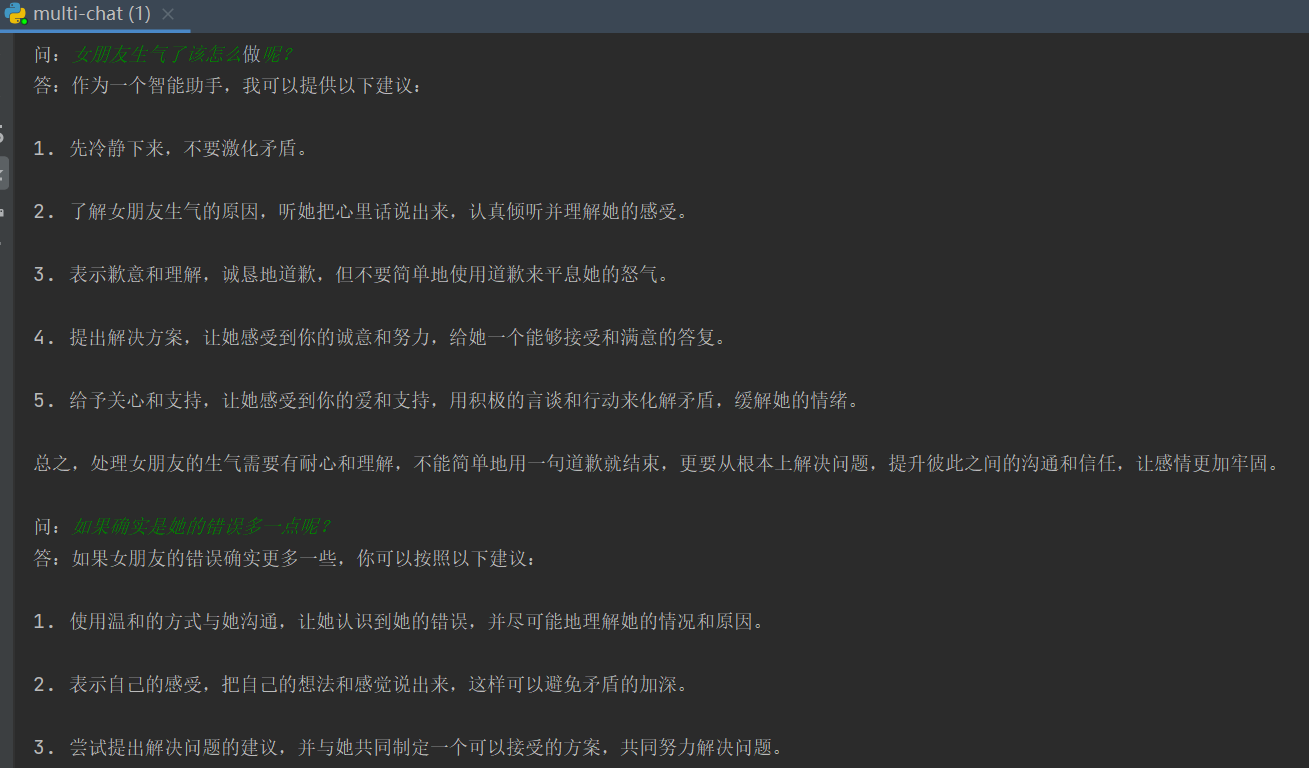 multi-chat (1)
问：女朋友生气了该怎么做呢？
答：作为一个智能助手，我可以提供以下建议：
1. 先冷静下来，不要激化矛盾。
2. 了解女朋友生气的原因，听她把心里话说出来，认真倾听并理解她的感受。
3. 表示歉意和理解，诚恳地道歉，但不要简单地使用道歉来平息她的怒气。
4. 提出解决方案，让她感受到你的诚意和努力，给她一个能够接受和满意的答复。
5. 给予关心和支持，让她感受到你的爱和支持，用积极的言谈和行动来化解矛盾，缓解她的情绪。
总之，处理女朋友的生气需要有耐心和理解，不能简单地用一句道歉就结束，更要从根本上解决问题，提升彼此之间的沟通和信任，让感情更加牢固。
问：如果确实是她的错误多一点呢？
答：如果女朋友的错误确实更多一些，你可以按照以下建议：
1. 使用温和的方式与她沟通，让她认识到她的错误，并尽可能地理解她的情况和原因。
2. 表示自己的感受，把自己的想法和感觉说出来，这样可以避免矛盾的加深。
3. 尝试提出解决问题的建议，并与她共同制定一个可以接受的方案，共同努力解决问题。